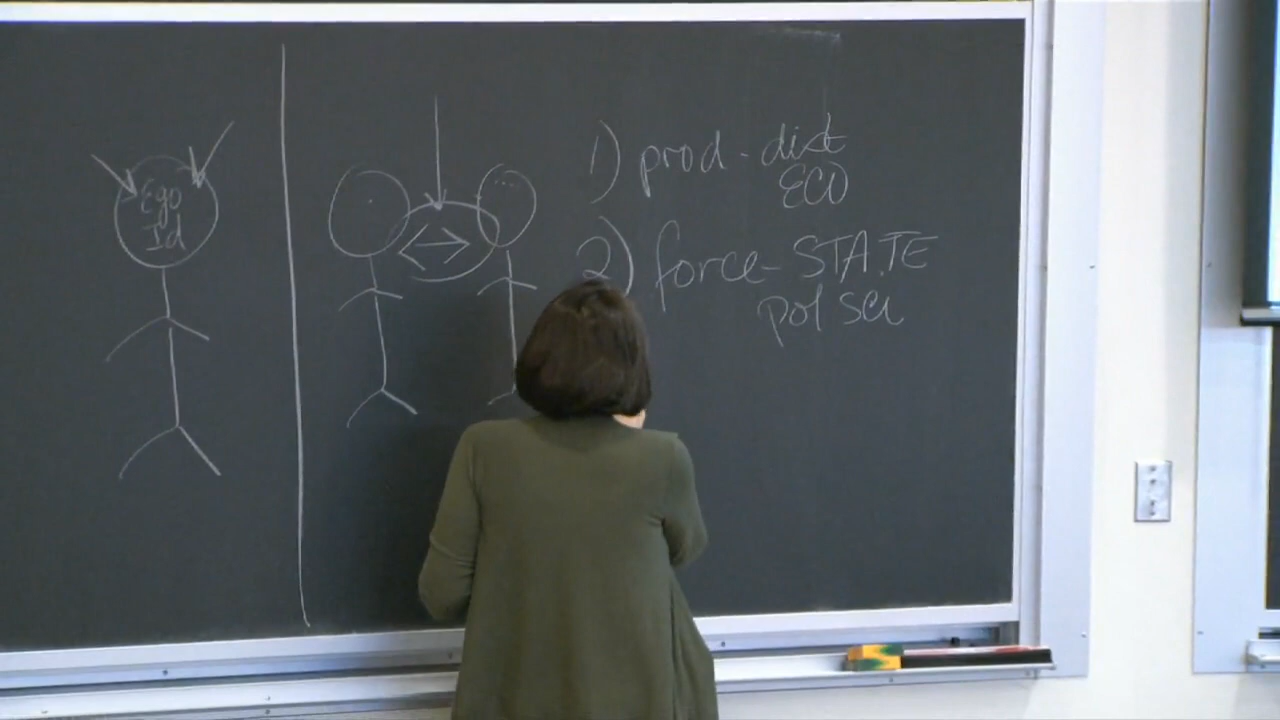 Ego
Id
1) prod - dist
ECO
2) force - STATE
pol sci